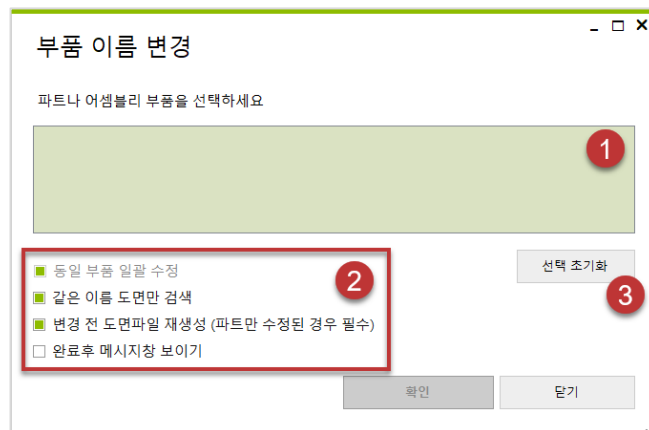 부품 이름 변경
파트나 어셈블리 부품을 선택하세요
1
동일 부품 일괄 수정
2
선택 초기화
같은 이름 도면만 검색
3
변경 전 도면파일 재생성 (파트만 수정된 경우 필수)
완료후 메시지창 보이기
확인
닫기